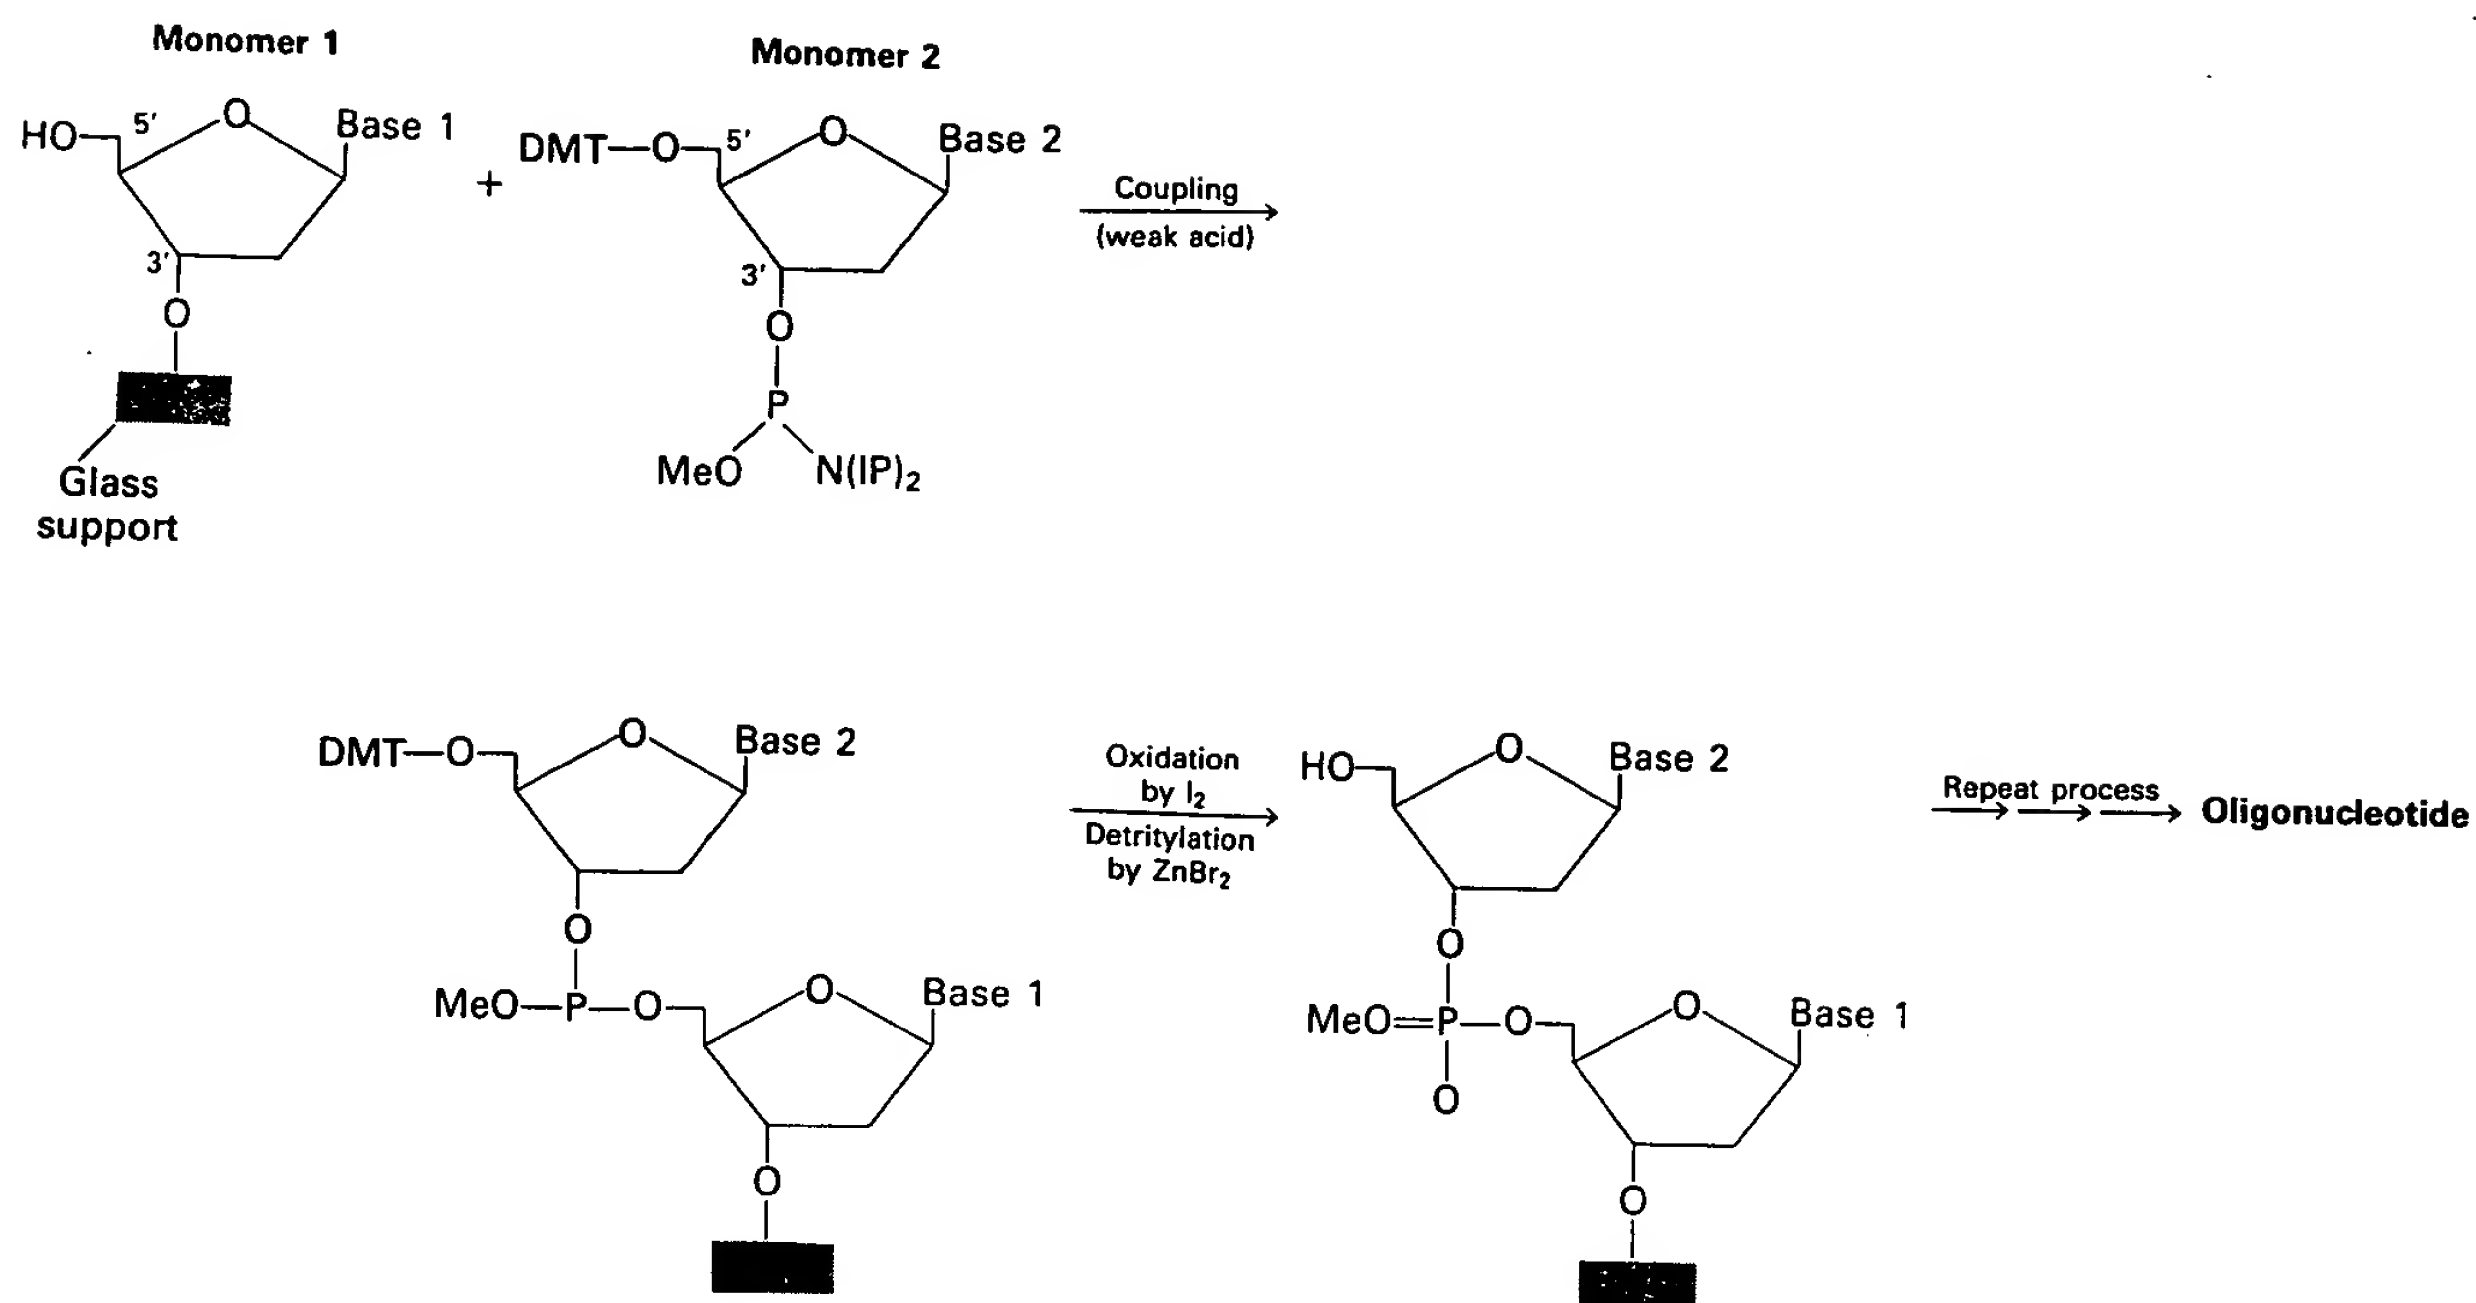 Monomer 1
Monomer 2
HO
5'
O
Base 1
3'
O
Glass
support
+
DMT—O
5'
O
Base 2
3'
O
P
MeO
N(IP)₂
Coupling
(weak acid)
DMT—O
O
Base 2
O
MeO—P—O
O
Base 1
O
Oxidation
by I₂
Detritylation
by ZnBr₂
HO
O
Base 2
O
MeO=P—O
O
O
Base 1
O
Repeat process
Oligonucleotide